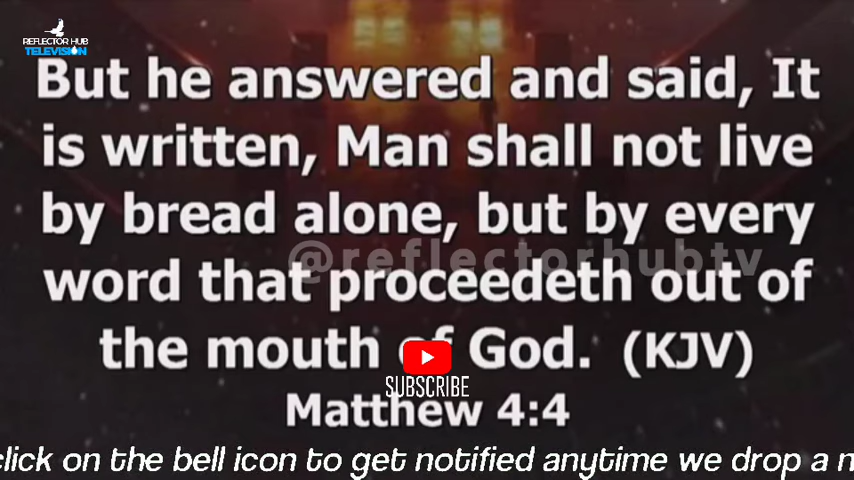 REFLECTOR HUB
TELEVISION
But he answered and said, It
is written, Man shall not live
by bread alone, but by every
@reflectorhubtv
word that proceedeth out of
the mouth of God. (KJV)
SUBSCRIBE
Matthew 4:4
click on the bell icon to get notified anytime we drop a